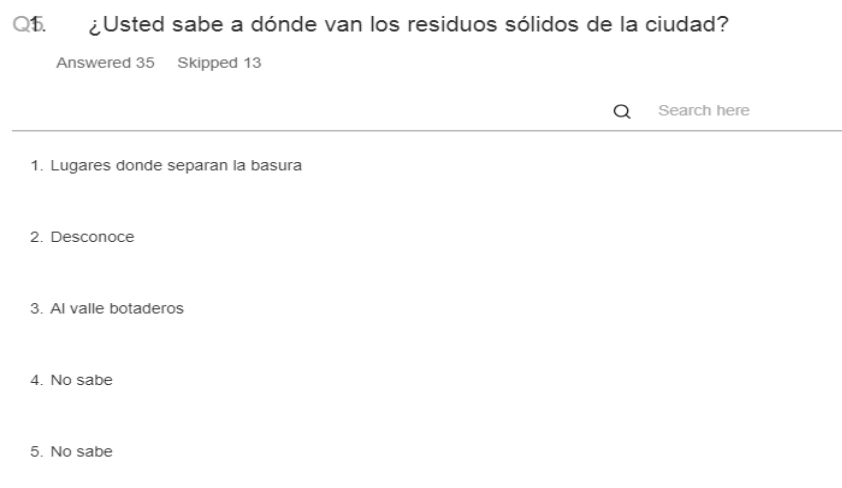 Q5. ¿Usted sabe a dónde van los residuos sólidos de la ciudad?
Answered 35 Skipped 13
Search here
1. Lugares donde separan la basura
2. Desconoce
3. Al valle botaderos
4. No sabe
5. No sabe